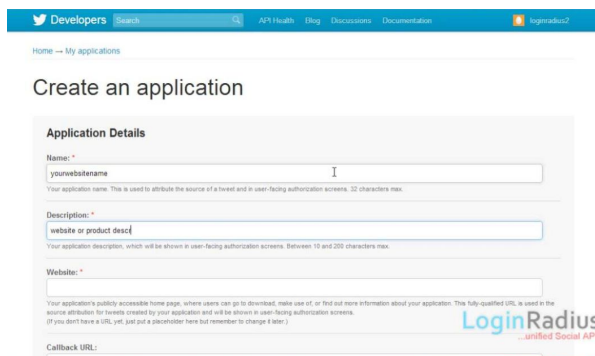 Developers Search API Health Blog Discussions Documentation loginradius2
Home → My applications
Create an application
Application Details
Name: *
yourwebsitename
Your application name. This is used to attribute the source of a tweet and in user-facing authorization screens. 32 characters max.
Description: *
website or product descr
Your application description, which will be shown in user-facing authorization screens. Between 10 and 200 characters max.
Website: *
Your application's publicly accessible home page, where users can go to download, make use of, or find out more information about your application. This fully-qualified URL is used in the
source attribution for tweets created by your application and will be shown in user-facing authorization screens.
(If you don't have a URL yet, just put a placeholder here but remember to change it later.)
LoginRadius
...unified Social API
Callback URL: